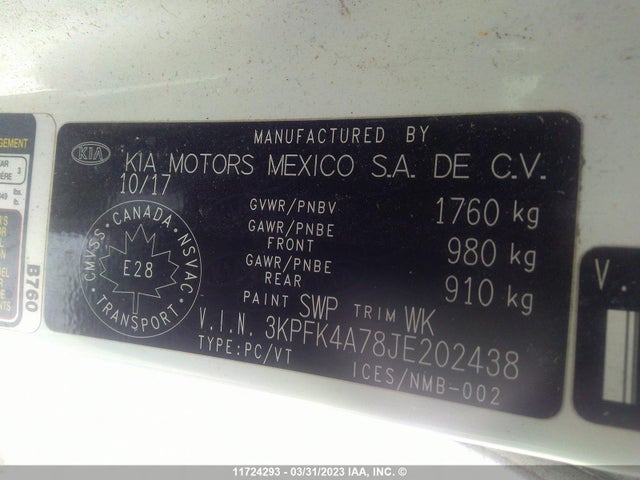 MANUFACTURED BY
KIA
KIA MOTORS MEXICO S.A. DE C.V.
10/17
GVWR/PNBV 1760 kg
GAWR/PNBE FRONT 980 kg
GAWR/PNBE REAR 910 kg
PAINT SWP TRIM WK
V.I.N. 3KPFK4A78JE202438
TYPE:PC/VT
ICES/NMB-002
CANADA
CMVSS NSVAC
E28
TRANSPORT
B760
V.
11724293 - 03/31/2023 IAA, INC. ©